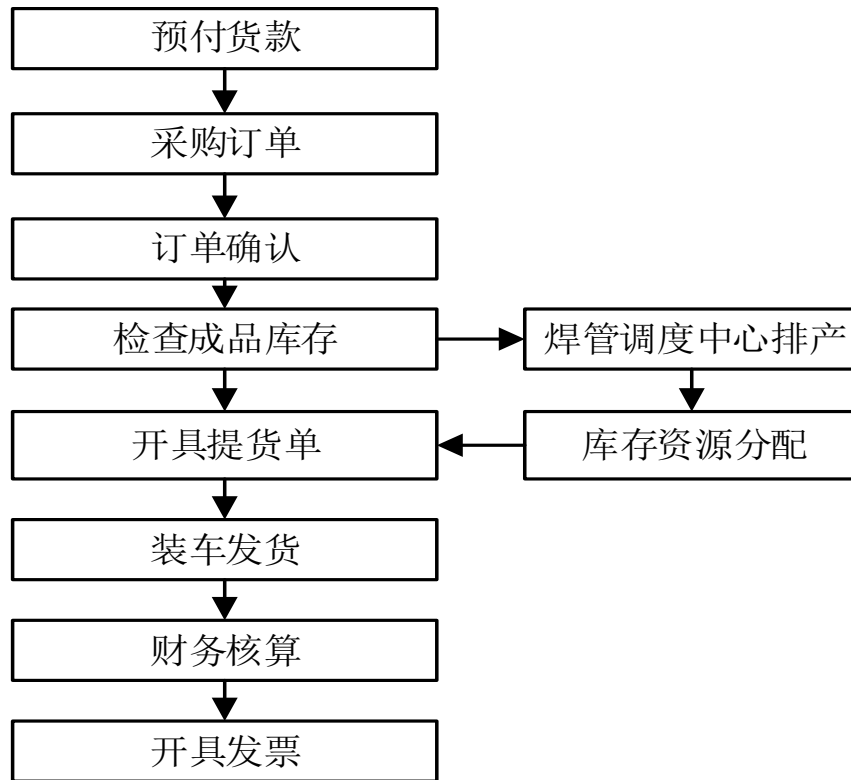 预付货款
采购订单
订单确认
检查成品库存
焊管调度中心排产
开具提货单
库存资源分配
装车发货
财务核算
开具发票